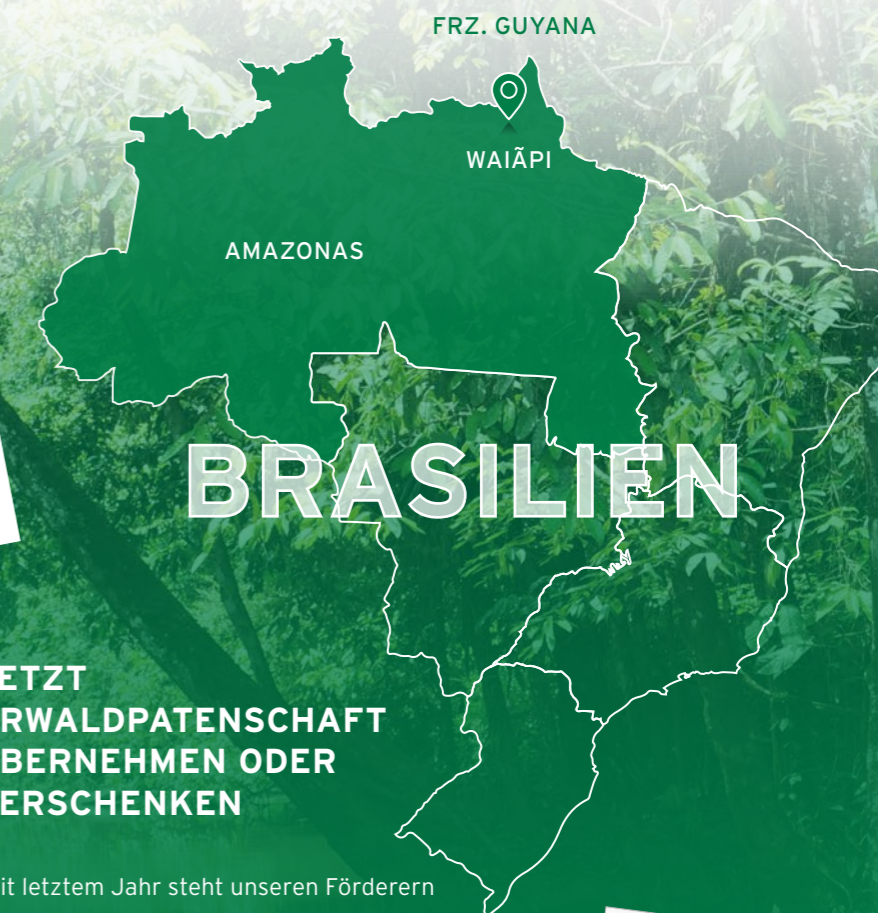 FRZ. GUYANA
WAIÃPI
AMAZONAS
BRASILIEN
ETZT
RWALDPATENSCHAFT
BERNEHMEN ODER
ERSCHENKEN
it letztem Jahr steht unseren Förderern